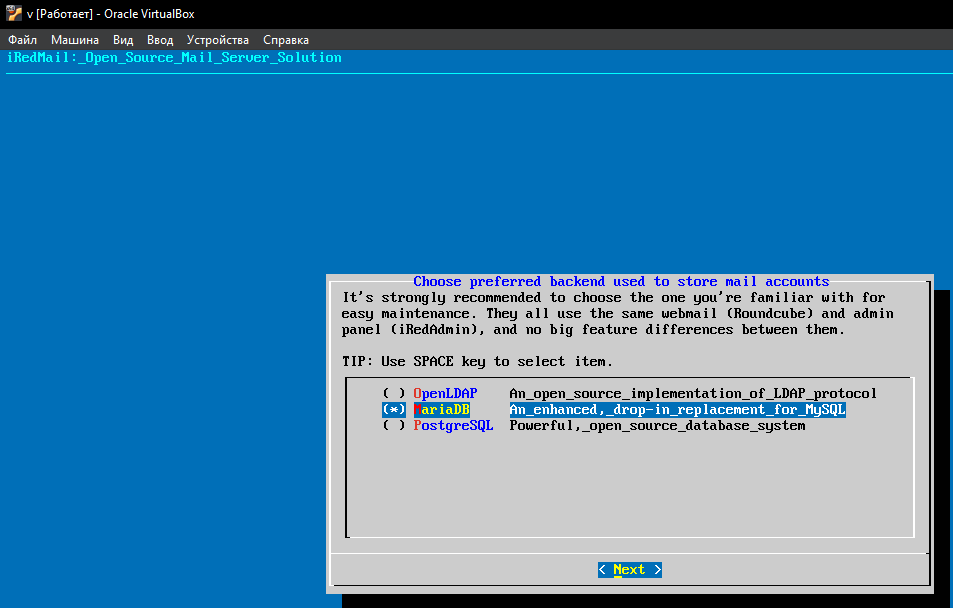 v [Работает] - Oracle VirtualBox
Файл Машина Вид Ввод Устройства Справка
iRedMail:_Open_Source_Mail_Server_Solution
Choose preferred backend used to store mail accounts
It's strongly recommended to choose the one you're familiar with for
easy maintenance. They all use the same webmail (Roundcube) and admin
panel (iRedAdmin), and no big feature differences between them.
TIP: Use SPACE key to select item.
( ) OpenLDAP An_open_source_implementation_of_LDAP_protocol
(*) MariaDB An_enhanced,_drop-in_replacement_for_MySQL
( ) PostgreSQL Powerful,_open_source_database_system
< Next >